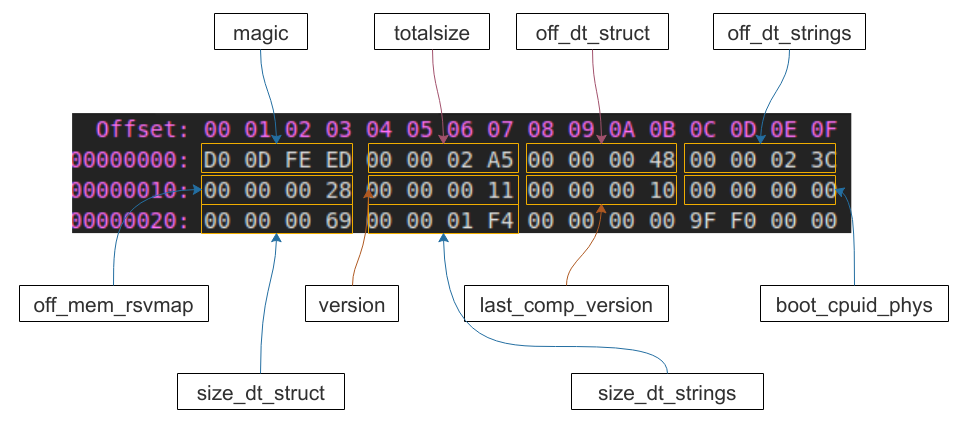 magic
totalsize
off_dt_struct
off_dt_strings
Offset: 00 01 02 03 04 05 06 07 08 09 0A 0B 0C 0D 0E 0F
00000000: D0 0D FE ED 00 00 02 A5 00 00 00 48 00 00 02 3C
00000010: 00 00 00 28 00 00 00 11 00 00 00 10 00 00 00 00
00000020: 00 00 00 69 00 00 01 F4 00 00 00 00 9F F0 00 00
off_mem_rsvmap
version
last_comp_version
boot_cpuid_phys
size_dt_struct
size_dt_strings